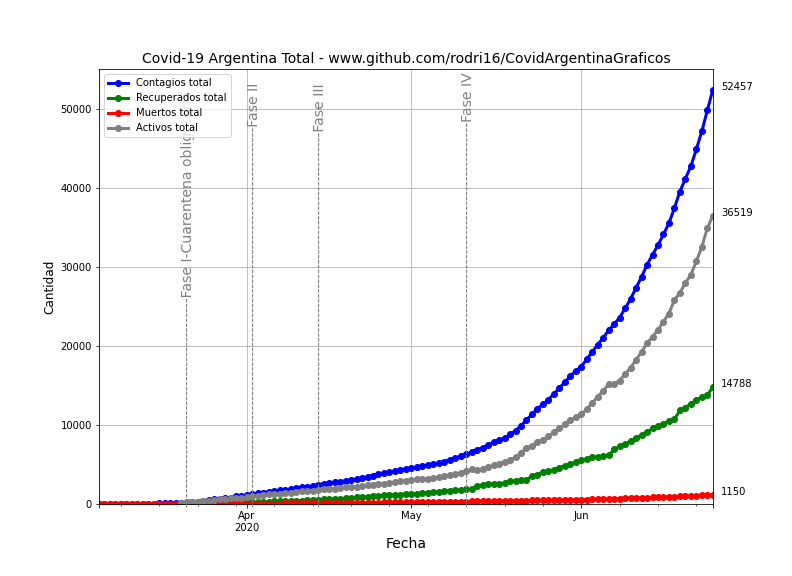 Covid-19 Argentina Total - www.github.com/rodri16/CovidArgentinaGraficos
Contagios total
Recuperados total
Muertos total
Activos total
Fase I-Cuarentena oblig
Fase II
Fase III
Fase IV
52457
36519
14788
1150
50000
40000
30000
20000
10000
0
Cantidad
Apr
2020
May
Jun
Fecha